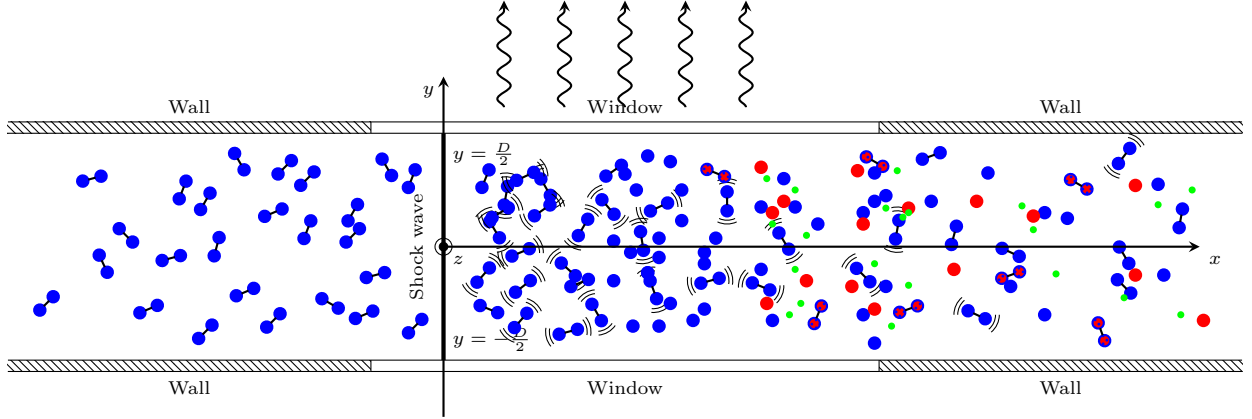 y
Wall Window Wall
y = D/2
Shock wave
z x
y = −D/2
Wall Window Wall